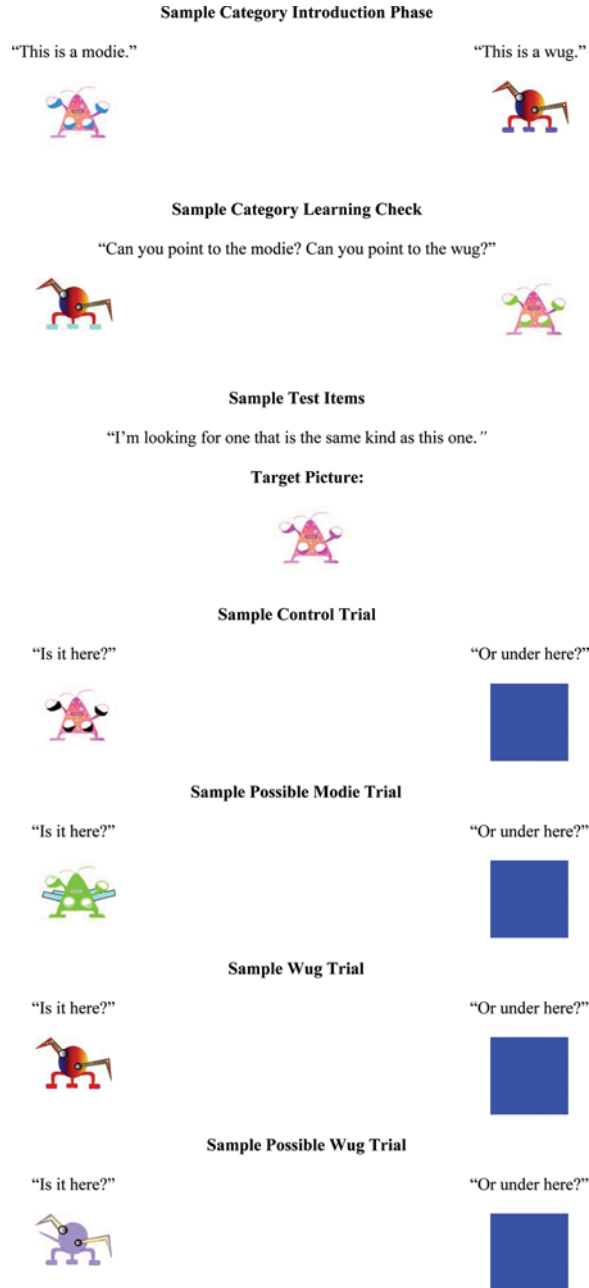 Sample Category Introduction Phase
“This is a modie.” “This is a wug.”
Sample Category Learning Check
“Can you point to the modie? Can you point to the wug?”
Sample Test Items
“I’m looking for one that is the same kind as this one.”
Target Picture:
Sample Control Trial
“Is it here?” “Or under here?”
Sample Possible Modie Trial
“Is it here?” “Or under here?”
Sample Wug Trial
“Is it here?” “Or under here?”
Sample Possible Wug Trial
“Is it here?” “Or under here?”